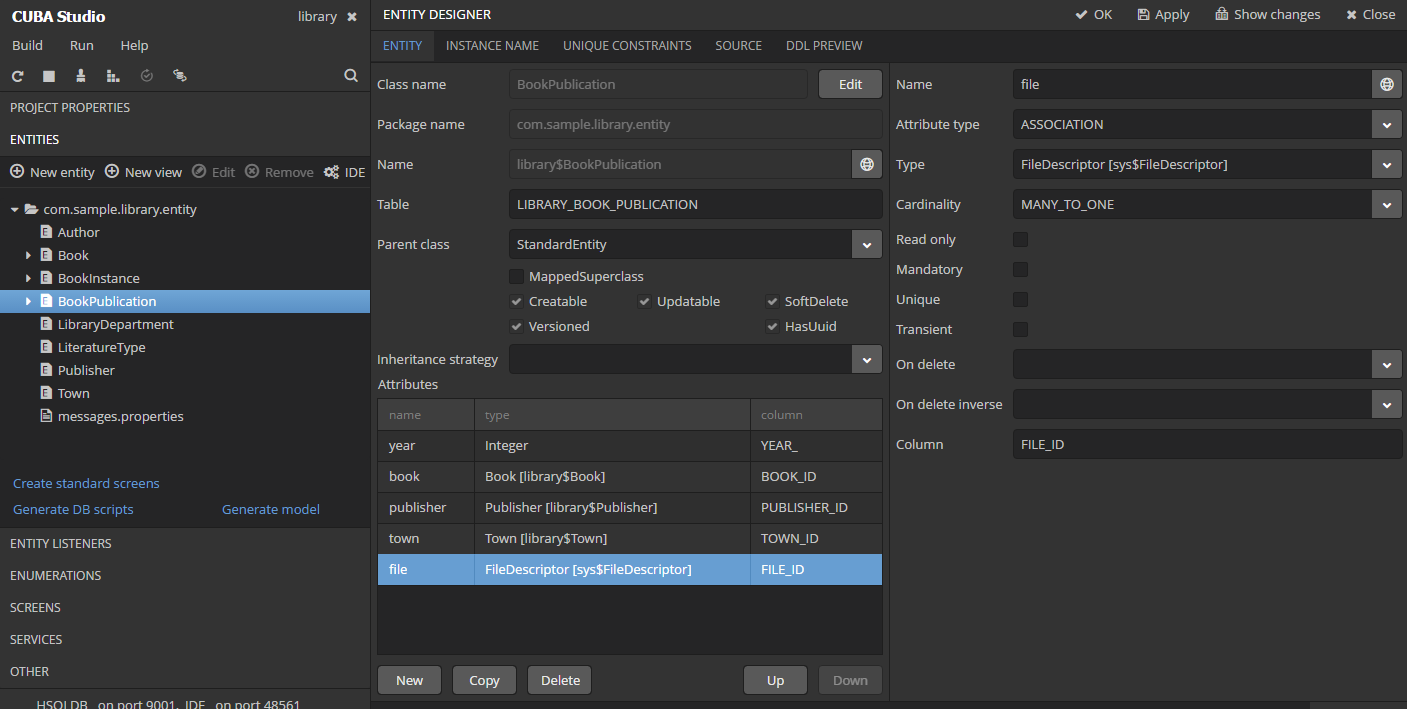 CUBA Studio
library
Build Run Help
PROJECT PROPERTIES
ENTITIES
New entity New view Edit Remove IDE
com.sample.library.entity
Author
Book
BookInstance
BookPublication
LibraryDepartment
LiteratureType
Publisher
Town
messages.properties
Create standard screens
Generate DB scripts Generate model
ENTITY LISTENERS
ENUMERATIONS
SCREENS
SERVICES
OTHER
HSQLDB on port 9001, IDE on port 48561
ENTITY DESIGNER
OK Apply Show changes Close
ENTITY INSTANCE NAME UNIQUE CONSTRAINTS SOURCE DDL PREVIEW
Class name BookPublication Edit
Package name com.sample.library.entity
Name library$BookPublication
Table LIBRARY_BOOK_PUBLICATION
Parent class StandardEntity
MappedSuperclass
Creatable Updatable SoftDelete
Versioned HasUuid
Inheritance strategy
Attributes
name type column
year Integer YEAR_
book Book [library$Book] BOOK_ID
publisher Publisher [library$Publisher] PUBLISHER_ID
town Town [library$Town] TOWN_ID
file FileDescriptor [sys$FileDescriptor] FILE_ID
New Copy Delete Up Down
Name file
Attribute type ASSOCIATION
Type FileDescriptor [sys$FileDescriptor]
Cardinality MANY_TO_ONE
Read only
Mandatory
Unique
Transient
On delete
On delete inverse
Column FILE_ID